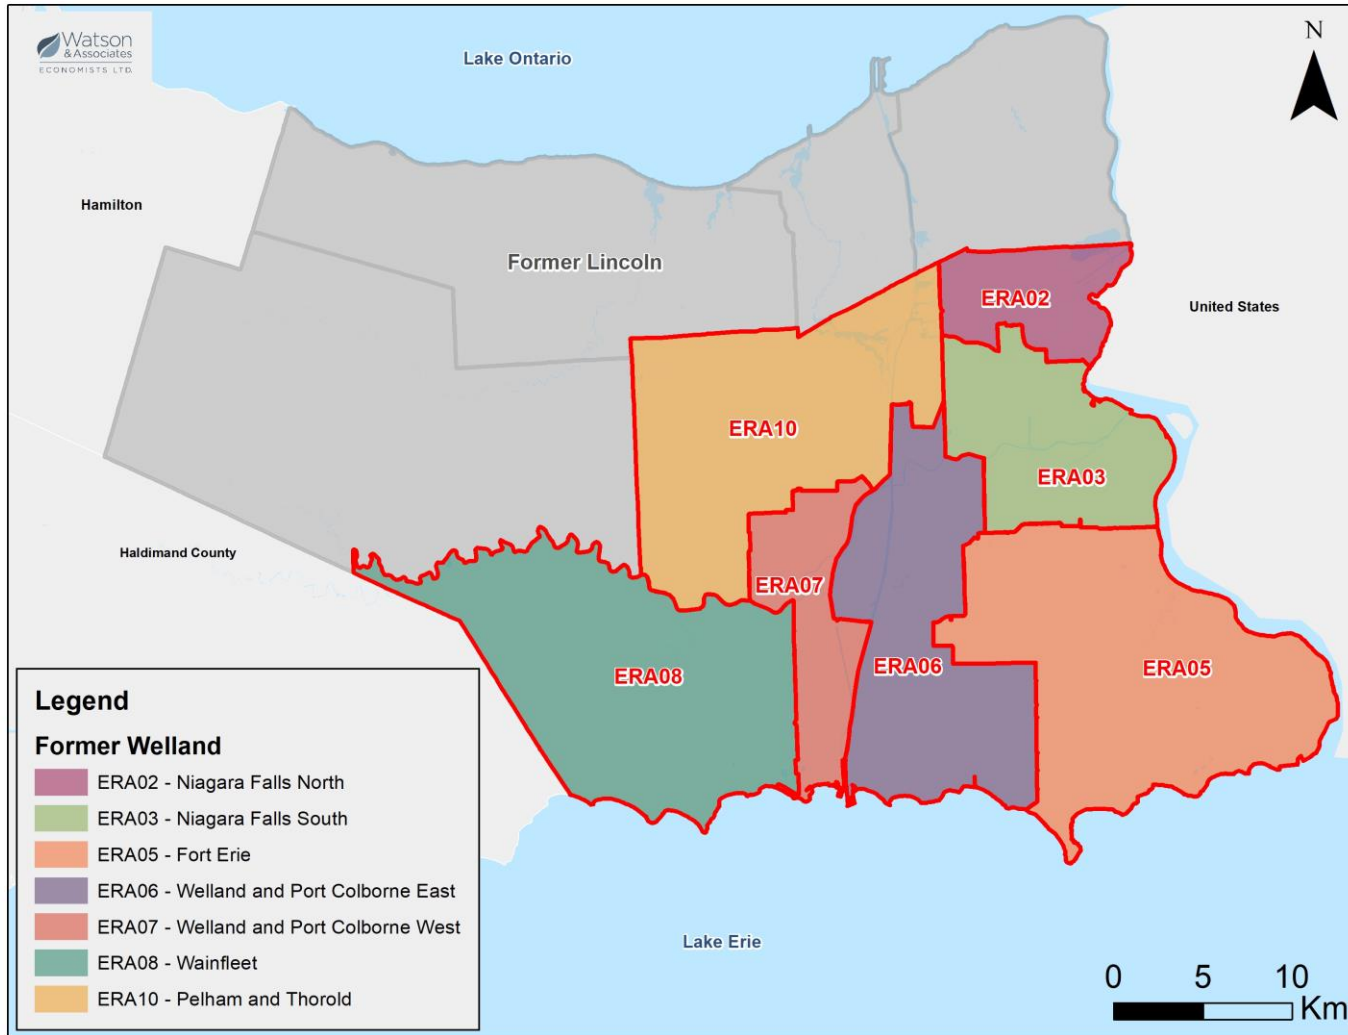 Watson
& Associates
ECONOMISTS LTD.
Lake Ontario
N
Hamilton
Former Lincoln
ERA02
United States
ERA10
ERA03
Haldimand County
ERA07
ERA08
ERA06
ERA05
Legend
Former Welland
ERA02 - Niagara Falls North
ERA03 - Niagara Falls South
ERA05 - Fort Erie
ERA06 - Welland and Port Colborne East
ERA07 - Welland and Port Colborne West
ERA08 - Wainfleet
ERA10 - Pelham and Thorold
Lake Erie
0 5 10
Km